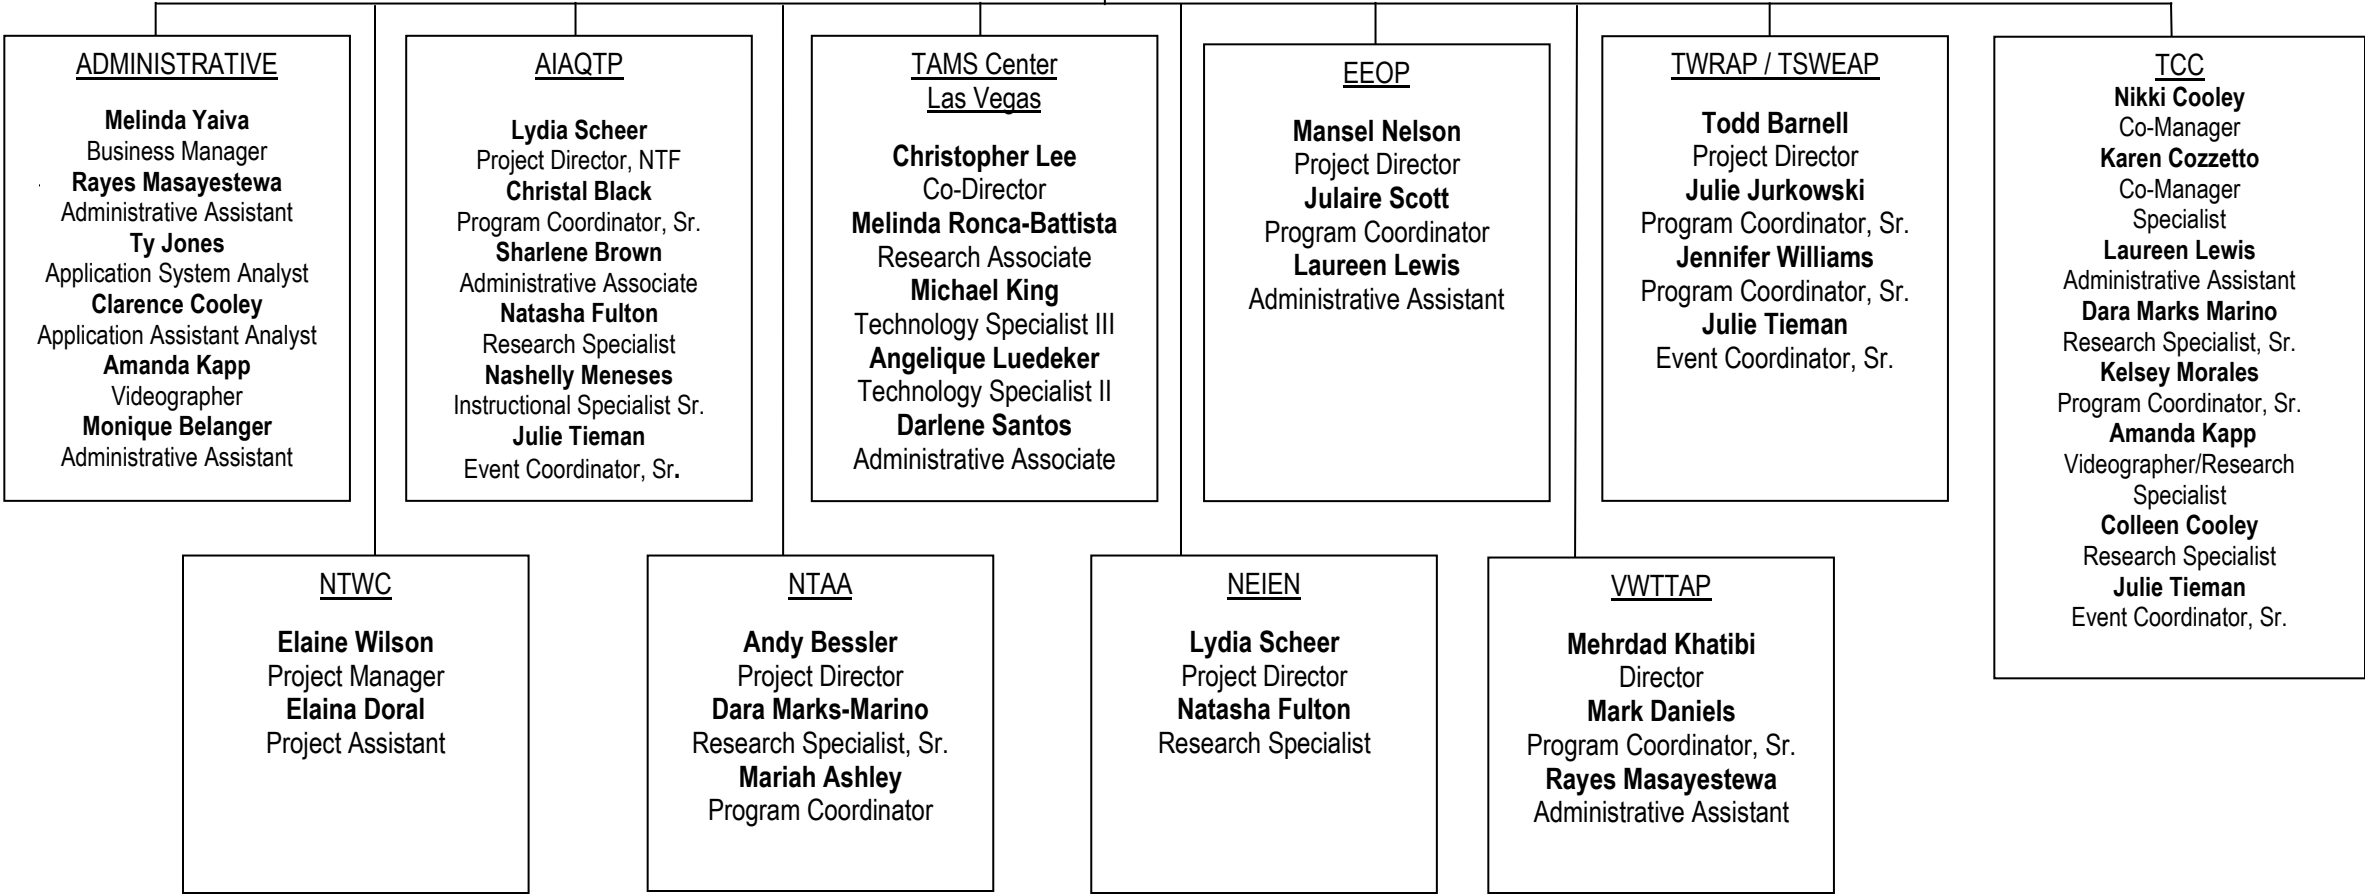 ADMINISTRATIVE
Melinda Yaiva
Business Manager
Rayes Masayestewa
Administrative Assistant
Ty Jones
Application System Analyst
Clarence Cooley
Application Assistant Analyst
Amanda Kapp
Videographer
Monique Belanger
Administrative Assistant
AIAQTP
Lydia Scheer
Project Director, NTF
Christal Black
Program Coordinator, Sr.
Sharlene Brown
Administrative Associate
Natasha Fulton
Research Specialist
Nashelly Meneses
Instructional Specialist Sr.
Julie Tieman
Event Coordinator, Sr.
TAMS Center
Las Vegas
Christopher Lee
Co-Director
Melinda Ronca-Battista
Research Associate
Michael King
Technology Specialist III
Angelique Luedeker
Technology Specialist II
Darlene Santos
Administrative Associate
EEOP
Mansel Nelson
Project Director
Julaire Scott
Program Coordinator
Laureen Lewis
Administrative Assistant
TWRAP / TSWEAP
Todd Barnell
Project Director
Julie Jurkowski
Program Coordinator, Sr.
Jennifer Williams
Program Coordinator, Sr.
Julie Tieman
Event Coordinator, Sr.
TCC
Nikki Cooley
Co-Manager
Karen Cozzetto
Co-Manager
Specialist
Laureen Lewis
Administrative Assistant
Dara Marks Marino
Research Specialist, Sr.
Kelsey Morales
Program Coordinator, Sr.
Amanda Kapp
Videographer/Research
Specialist
Colleen Cooley
Research Specialist
Julie Tieman
Event Coordinator, Sr.
NTWC
Elaine Wilson
Project Manager
Elaina Doral
Project Assistant
NTAA
Andy Bessler
Project Director
Dara Marks-Marino
Research Specialist, Sr.
Mariah Ashley
Program Coordinator
NEIEN
Lydia Scheer
Project Director
Natasha Fulton
Research Specialist
VWTTAP
Mehrdad Khatibi
Director
Mark Daniels
Program Coordinator, Sr.
Rayes Masayestewa
Administrative Assistant